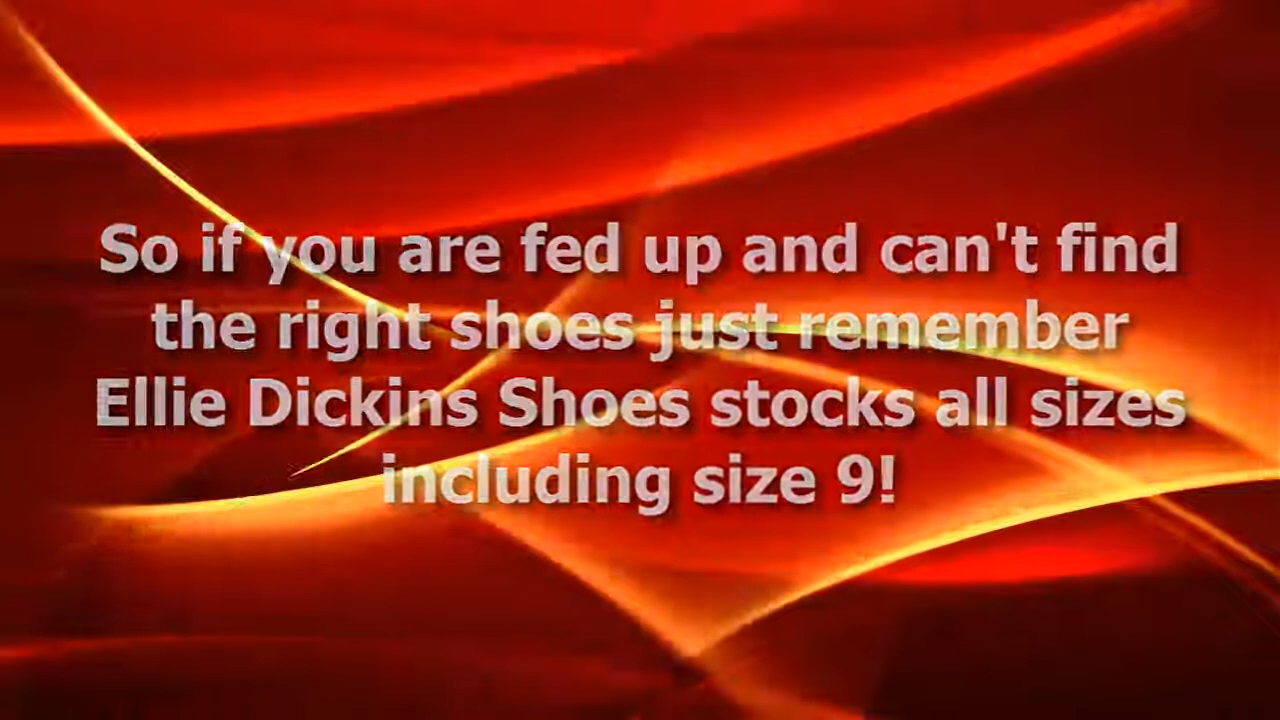 So if you are fed up and can't find
the right shoes just remember
Ellie Dickins Shoes stocks all sizes
including size 9!